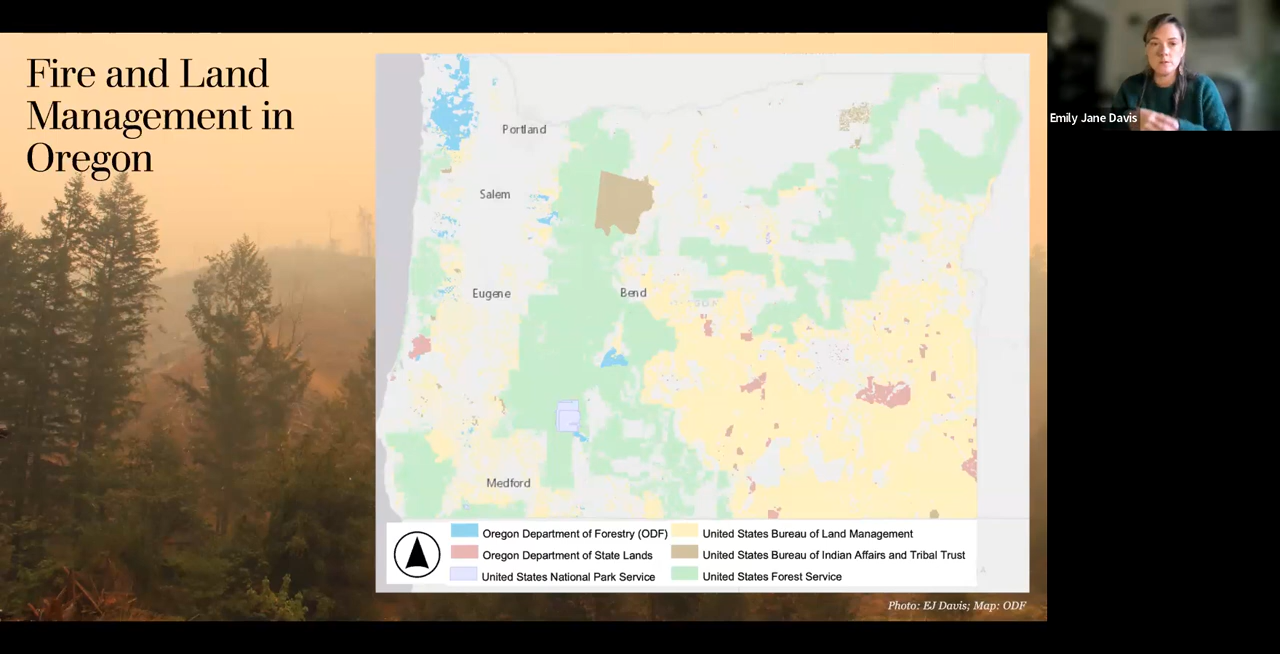 Fire and Land
Management in
Oregon
Emily Jane Davis
Portland
Salem
Eugene
Bend
Medford
Oregon Department of Forestry (ODF)
United States Bureau of Land Management
Oregon Department of State Lands
United States Bureau of Indian Affairs and Tribal Trust
United States National Park Service
United States Forest Service
Photo: EJ Davis; Map: ODF